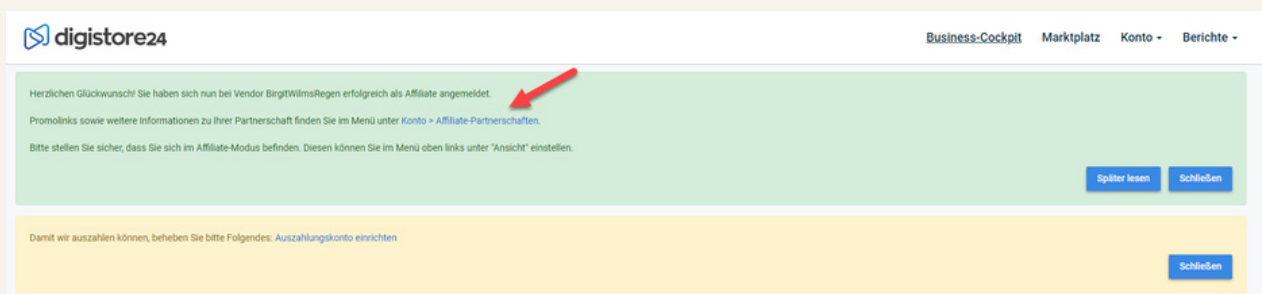 digistore24
Business-Cockpit Marktplatz Konto Berichte
Herzlichen Glückwunsch! Sie haben sich nun bei Vendor BirgitWilmsRegen erfolgreich als Affiliate angemeldet.
Promolinks sowie weitere Informationen zu Ihrer Partnerschaft finden Sie im Menü unter Konto > Affiliate-Partnerschaften.
Bitte stellen Sie sicher, dass Sie sich im Affiliate-Modus befinden. Diesen können Sie im Menü oben links unter "Ansicht" einstellen.
Später lesen Schließen
Damit wir auszahlen können, beheben Sie bitte Folgendes: Auszahlungskonto einrichten
Schließen